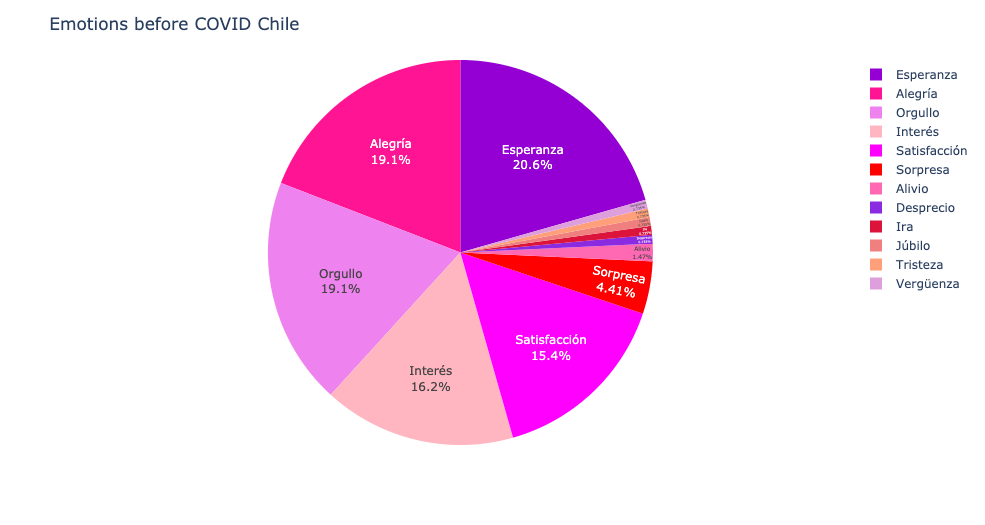 Emotions before COVID Chile
Alegría
19.1%
Esperanza
20.6%
Orgullo
19.1%
Interés
16.2%
Satisfacción
15.4%
Sorpresa
4.41%
Alivio
1.47%
Esperanza
Alegría
Orgullo
Interés
Satisfacción
Sorpresa
Alivio
Desprecio
Ira
Júbilo
Tristeza
Vergüenza